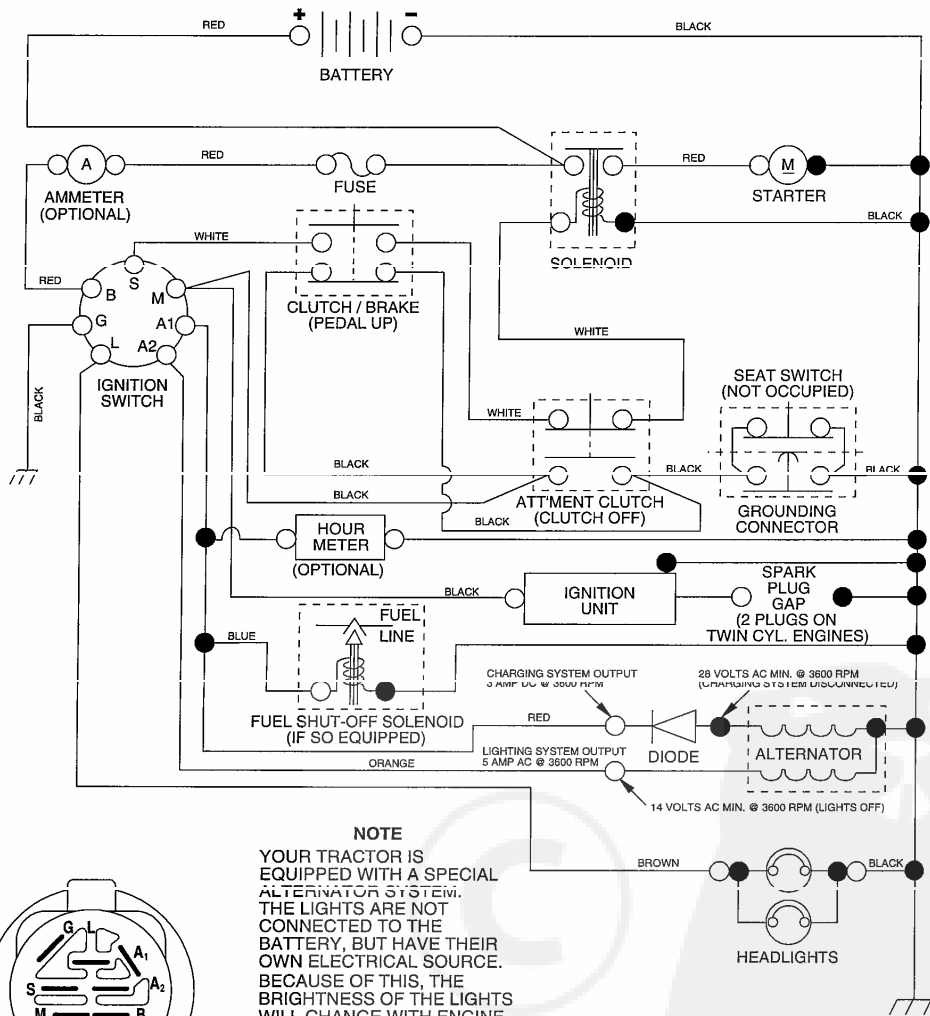 + -
RED
BLACK
BATTERY
A
RED
FUSE
RED
M
STARTER
AMMETER
(OPTIONAL)
BLACK
SOLENOID
WHITE
RED
S
B
M
G
A1
L
A2
IGNITION
SWITCH
BLACK
CLUTCH / BRAKE
(PEDAL UP)
WHITE
WHITE
SEAT SWITCH
(NOT OCCUPIED)
BLACK
BLACK
BLACK
BLACK
ATT'MENT CLUTCH
(CLUTCH OFF)
BLACK
GROUNDING
CONNECTOR
HOUR
METER
(OPTIONAL)
BLACK
IGNITION
UNIT
SPARK
PLUG
GAP
(2 PLUGS ON
TWIN CYL. ENGINES)
BLUE
FUEL
LINE
FUEL SHUT-OFF SOLENOID
(IF SO EQUIPPED)
CHARGING SYSTEM OUTPUT
3 AMP DC @ 3600 RPM
28 VOLTS AC MIN. @ 3600 RPM
(CHARGING SYSTEM DISCONNECTED)
RED
DIODE
ALTERNATOR
LIGHTING SYSTEM OUTPUT
5 AMP AC @ 3600 RPM
ORANGE
14 VOLTS AC MIN. @ 3600 RPM (LIGHTS OFF)
BROWN
BLACK
HEADLIGHTS
NOTE
YOUR TRACTOR IS
EQUIPPED WITH A SPECIAL
ALTERNATOR SYSTEM.
THE LIGHTS ARE NOT
CONNECTED TO THE
BATTERY, BUT HAVE THEIR
OWN ELECTRICAL SOURCE.
BECAUSE OF THIS, THE
BRIGHTNESS OF THE LIGHTS
WILL CHANGE WITH ENGINE
G L
A1
S
A2
M
B